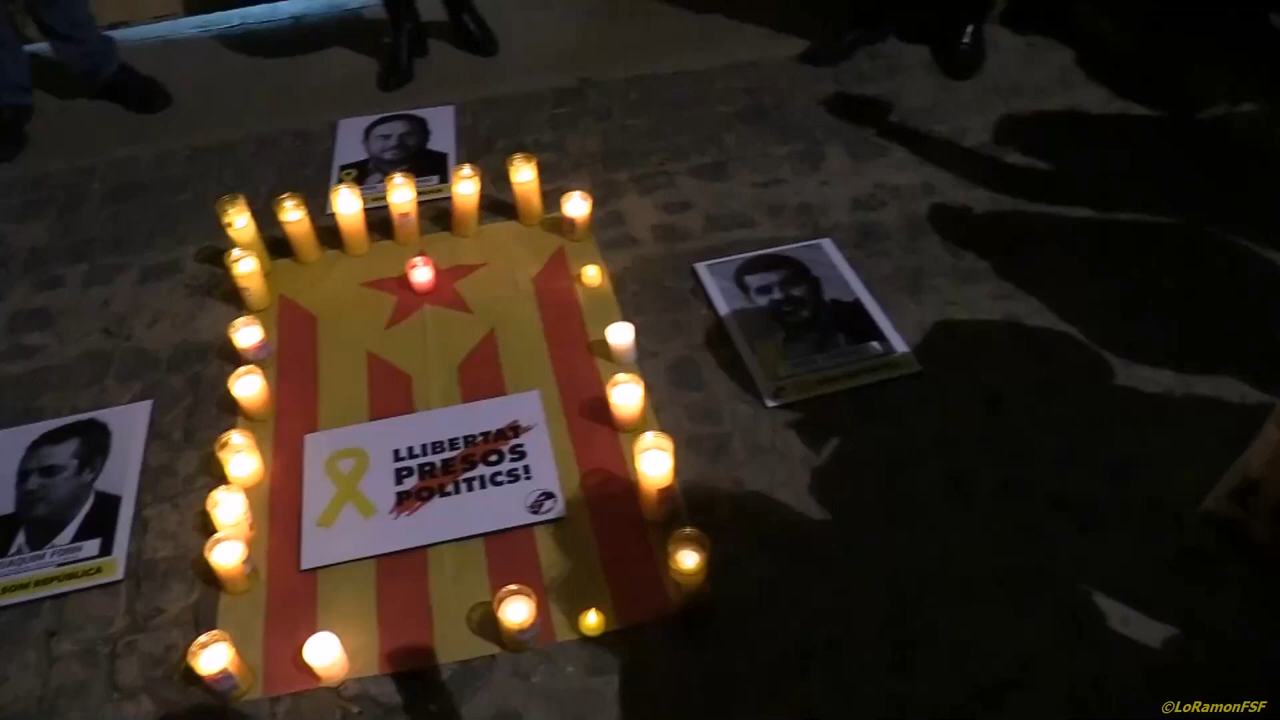 LLIBERTAT
PRESOS
POLÍTICS!
JOAQUIM FORN
SOM REPÚBLICA
©LoRamonFSF